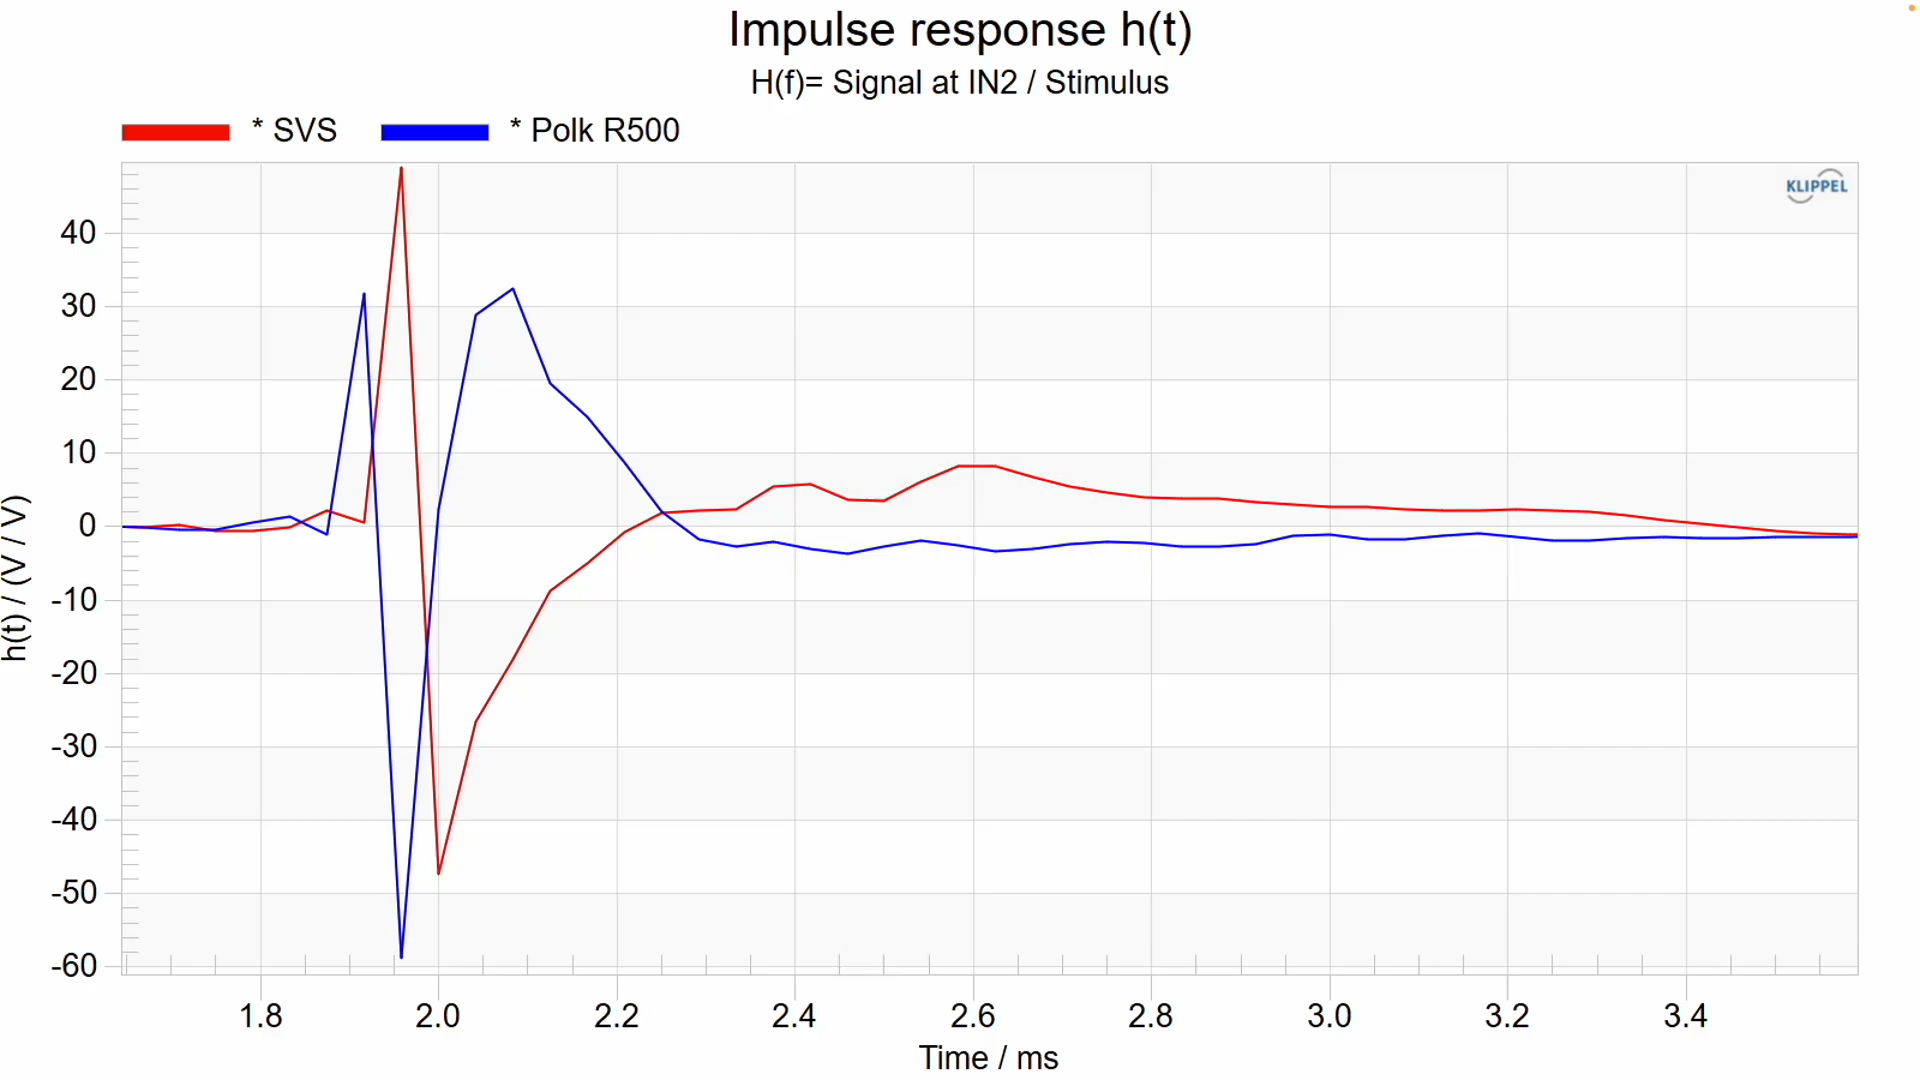 Impulse response h(t)
H(f)= Signal at IN2 / Stimulus
* SVS * Polk R500
KLIPPEL
h(t) / (V / V)
40
30
20
10
0
-10
-20
-30
-40
-50
-60
1.8 2.0 2.2 2.4 2.6 2.8 3.0 3.2 3.4
Time / ms